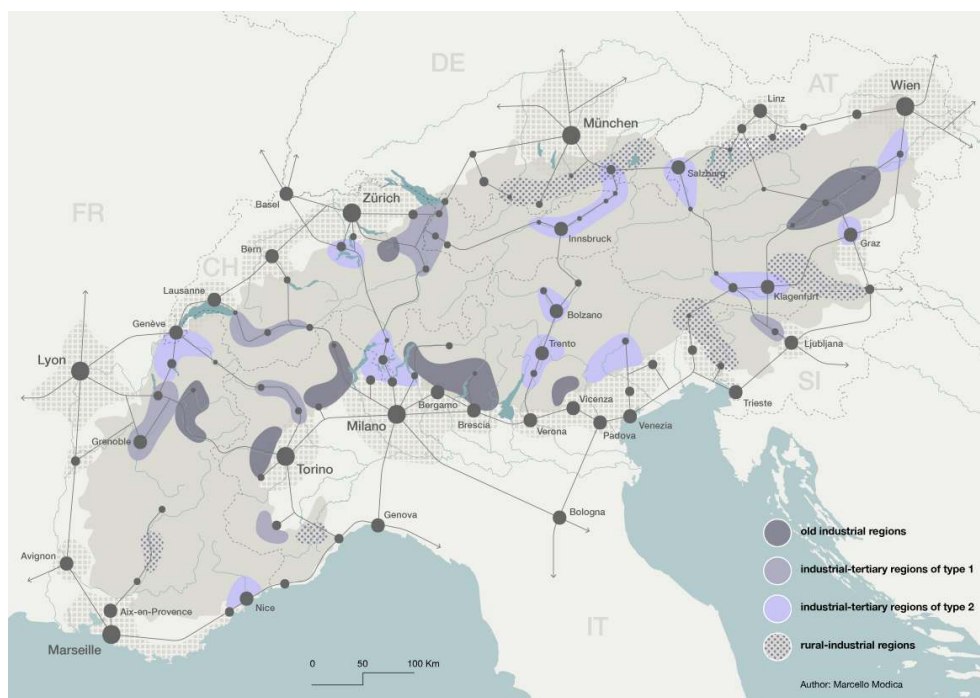 DE
AT
Linz
Wien
München
Salzburg
Basel
Zürich
FR
Bern
Innsbruck
Graz
CH
Lausanne
Klagenfurt
Genève
Bolzano
Lyon
Trento
Ljubljana
SI
Bergamo
Vicenza
Trieste
Milano
Brescia
Verona
Padova
Venezia
Grenoble
Torino
Genova
Bologna
Avignon
Aix-en-Provence
Nice
Marseille
IT
0 50 100 Km
old industrial regions
industrial-tertiary regions of type 1
industrial-tertiary regions of type 2
rural-industrial regions
Author: Marcello Modica